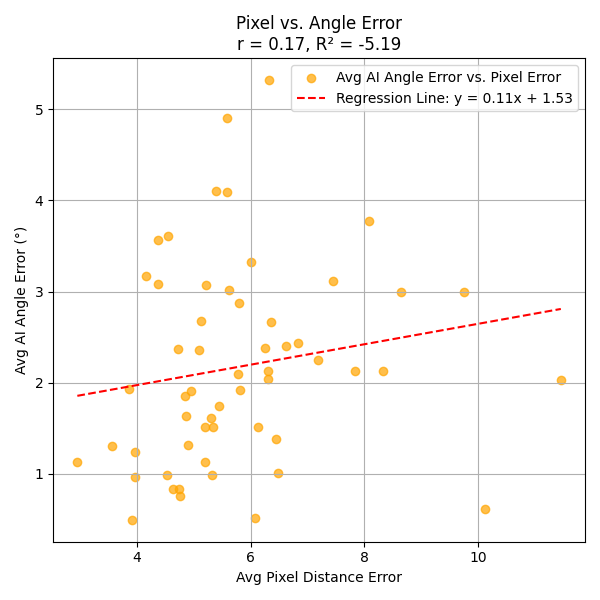 Pixel vs. Angle Error
r = 0.17, R² = -5.19
Avg AI Angle Error vs. Pixel Error
Regression Line: y = 0.11x + 1.53
Avg AI Angle Error (°)
5
4
3
2
1
4 6 8 10
Avg Pixel Distance Error